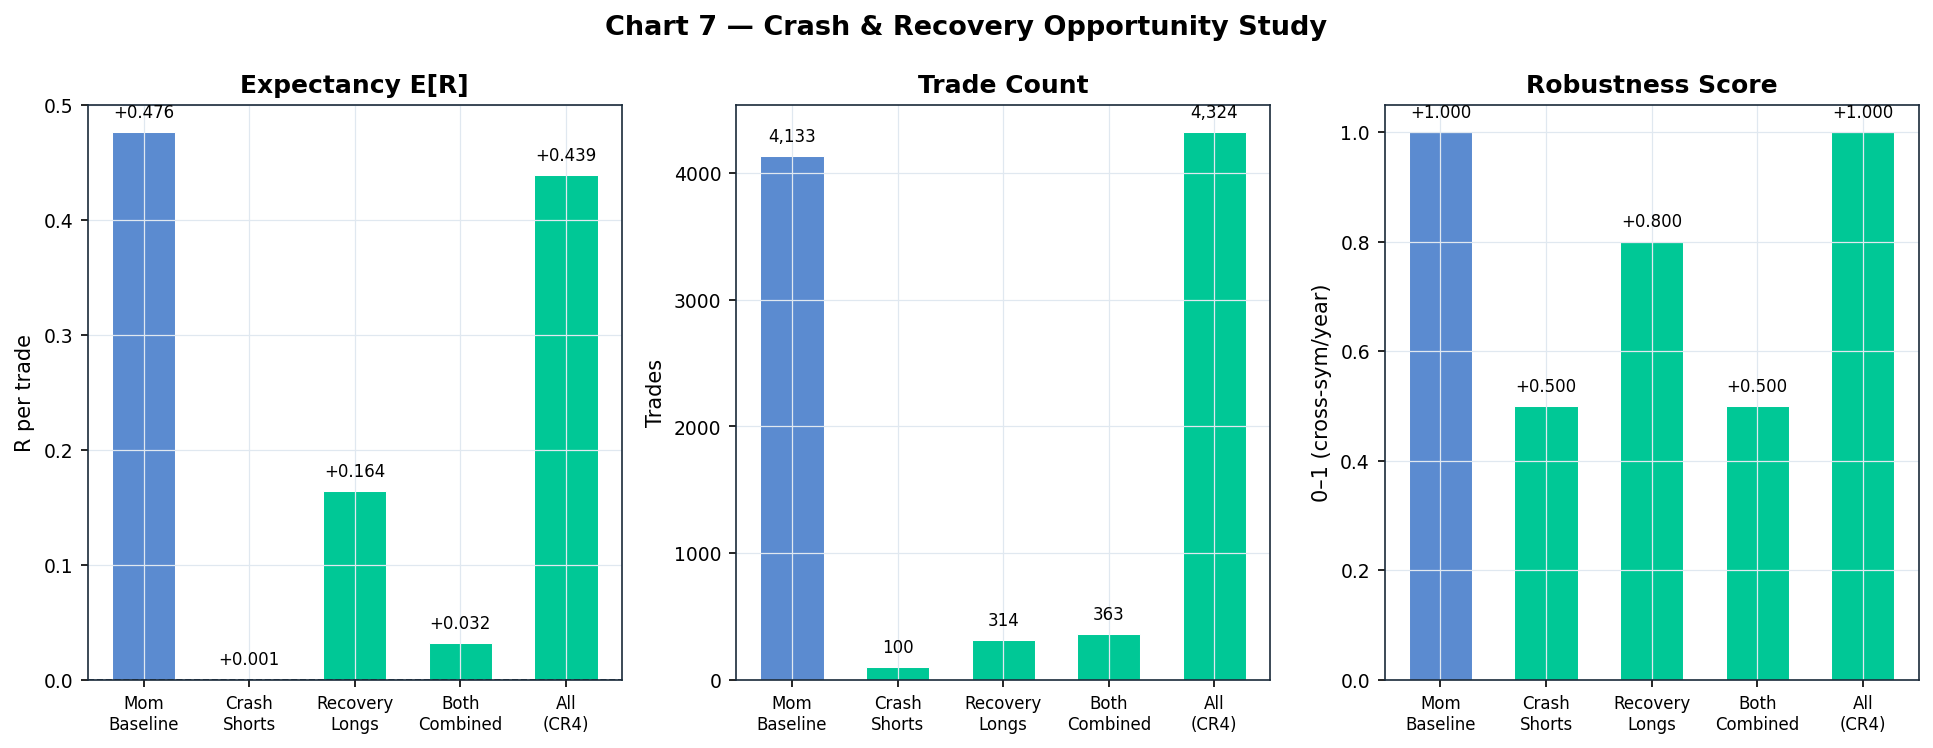 Chart 7 — Crash & Recovery Opportunity Study
Expectancy E[R]
R per trade
0.5
0.4
0.3
0.2
0.1
0.0
+0.476
+0.001
+0.164
+0.032
+0.439
Mom
Baseline
Crash
Shorts
Recovery
Longs
Both
Combined
All
(CR4)
Trade Count
Trades
4000
3000
2000
1000
0
4,133
100
314
363
4,324
Mom
Baseline
Crash
Shorts
Recovery
Longs
Both
Combined
All
(CR4)
Robustness Score
0–1 (cross-sym/year)
1.0
0.8
0.6
0.4
0.2
0.0
+1.000
+0.500
+0.800
+0.500
+1.000
Mom
Baseline
Crash
Shorts
Recovery
Longs
Both
Combined
All
(CR4)